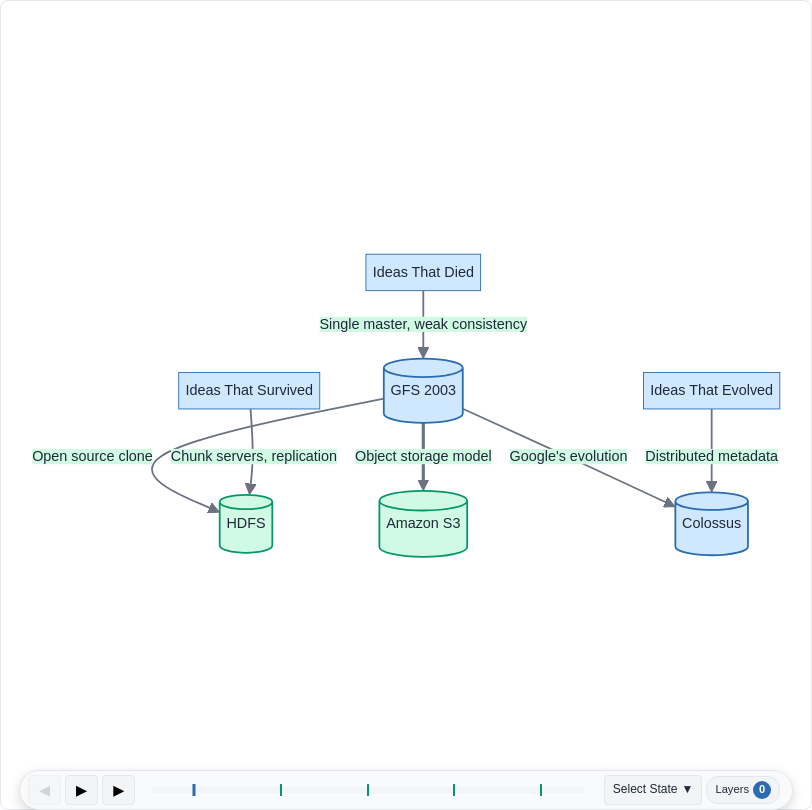 Ideas That Died
Single master, weak consistency
Ideas That Survived
GFS 2003
Ideas That Evolved
Open source clone
Chunk servers, replication
Object storage model
Google's evolution
Distributed metadata
HDFS
Amazon S3
Colossus
Select State ▼
Layers 0